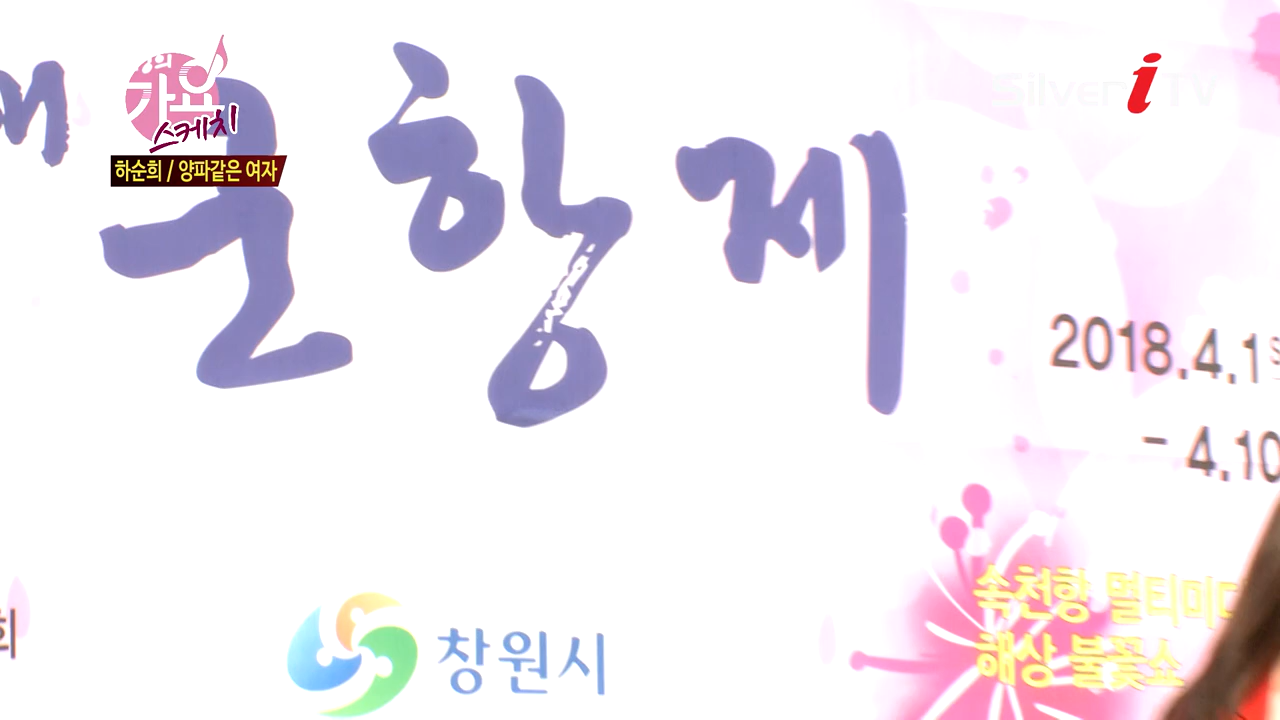 가요
스케치
하순희 / 양파같은 여자
Silver i TV
군항제
2018.4.1
- 4.10
속천항 멀티미디
해상 불꽃쇼
창원시
회